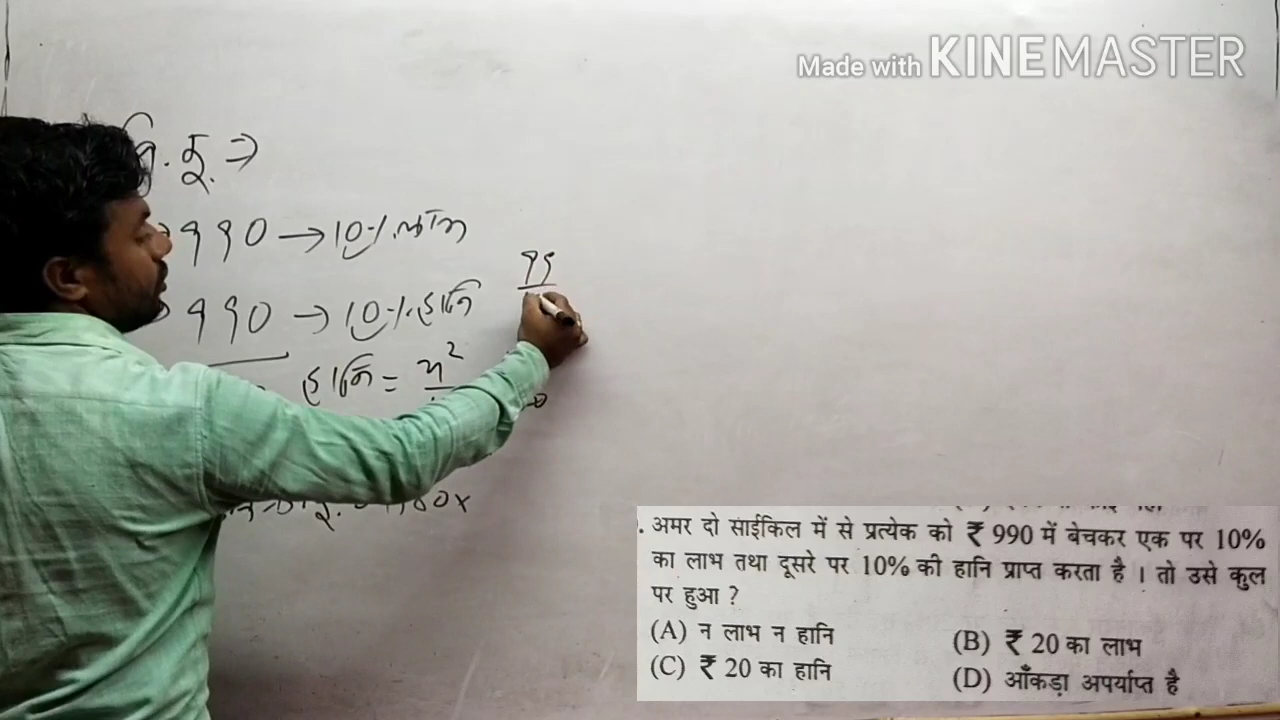 Made with KINEMASTER
वि. मू. ⇒
990 → 10% लाभ
990 → 10% हानि
99
हानि = x²
. अमर दो साईकिल में से प्रत्येक को ₹ 990 में बेचकर एक पर 10%
का लाभ तथा दूसरे पर 10% की हानि प्राप्त करता है । तो उसे कुल
पर हुआ ?
(A) न लाभ न हानि
(B) ₹ 20 का लाभ
(C) ₹ 20 का हानि
(D) आँकड़ा अपर्याप्त है